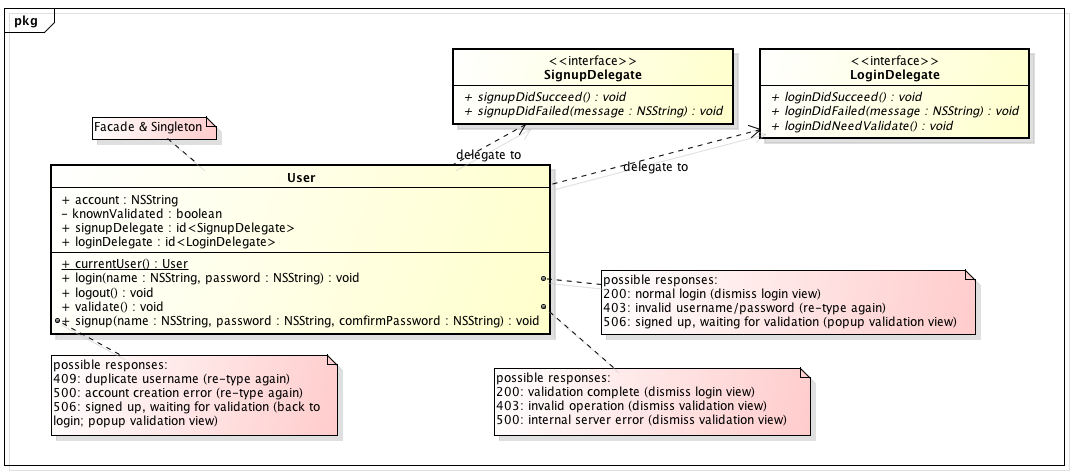 pkg
<<interface>>
SignupDelegate
+ signupDidSucceed() : void
+ signupDidFailed(message : NSString) : void
<<interface>>
LoginDelegate
+ loginDidSucceed() : void
+ loginDidFailed(message : NSString) : void
+ loginDidNeedValidate() : void
Facade & Singleton
delegate to
delegate to
User
+ account : NSString
- knownValidated : boolean
+ signupDelegate : id<SignupDelegate>
+ loginDelegate : id<LoginDelegate>
+ currentUser() : User
+ login(name : NSString, password : NSString) : void
+ logout() : void
+ validate() : void
+ signup(name : NSString, password : NSString, comfirmPassword : NSString) : void
possible responses:
200: normal login (dismiss login view)
403: invalid username/password (re-type again)
506: signed up, waiting for validation (popup validation view)
possible responses:
409: duplicate username (re-type again)
500: account creation error (re-type again)
506: signed up, waiting for validation (back to
login; popup validation view)
possible responses:
200: validation complete (dismiss login view)
403: invalid operation (dismiss validation view)
500: internal server error (dismiss validation view)